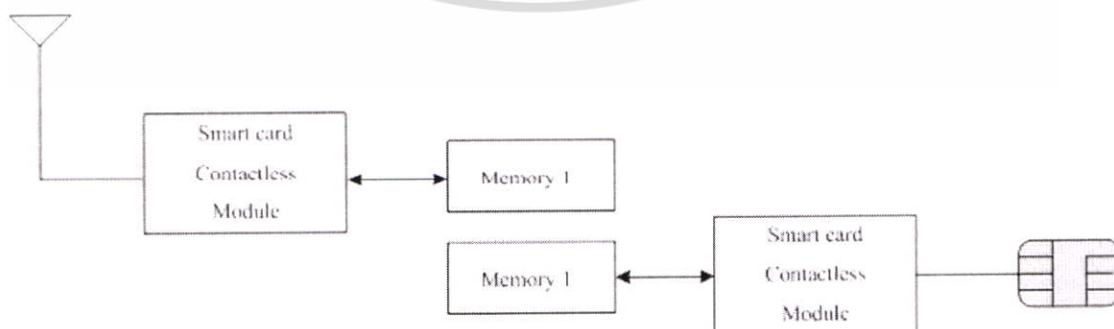 Smart card
Contactless
Module
Memory 1
Memory 1
Smart card
Contactless
Module